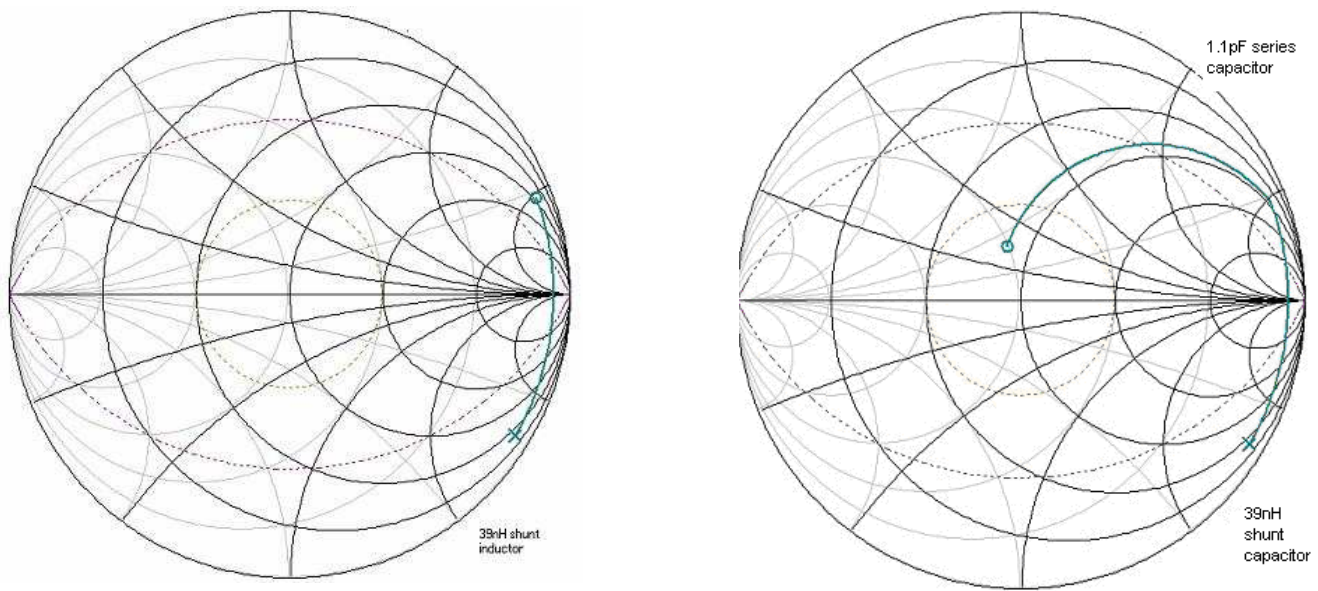 39nH shunt
inductor
1.1pF series
capacitor
39nH
shunt
capacitor